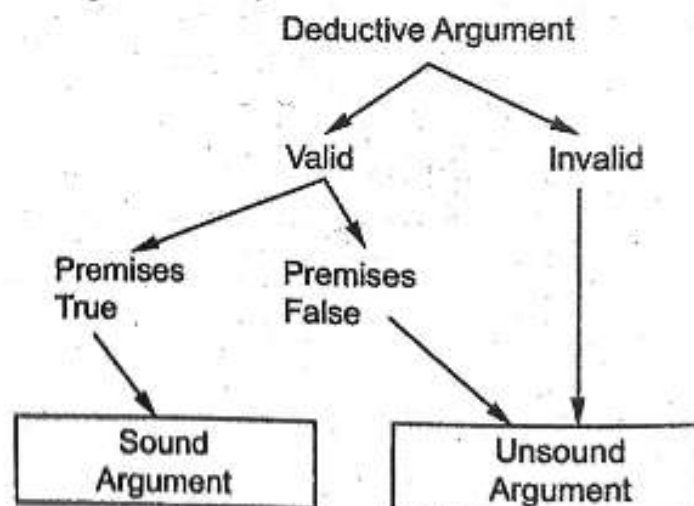 Deductive Argument
Valid
Invalid
Premises
True
Premises
False
Sound
Argument
Unsound
Argument